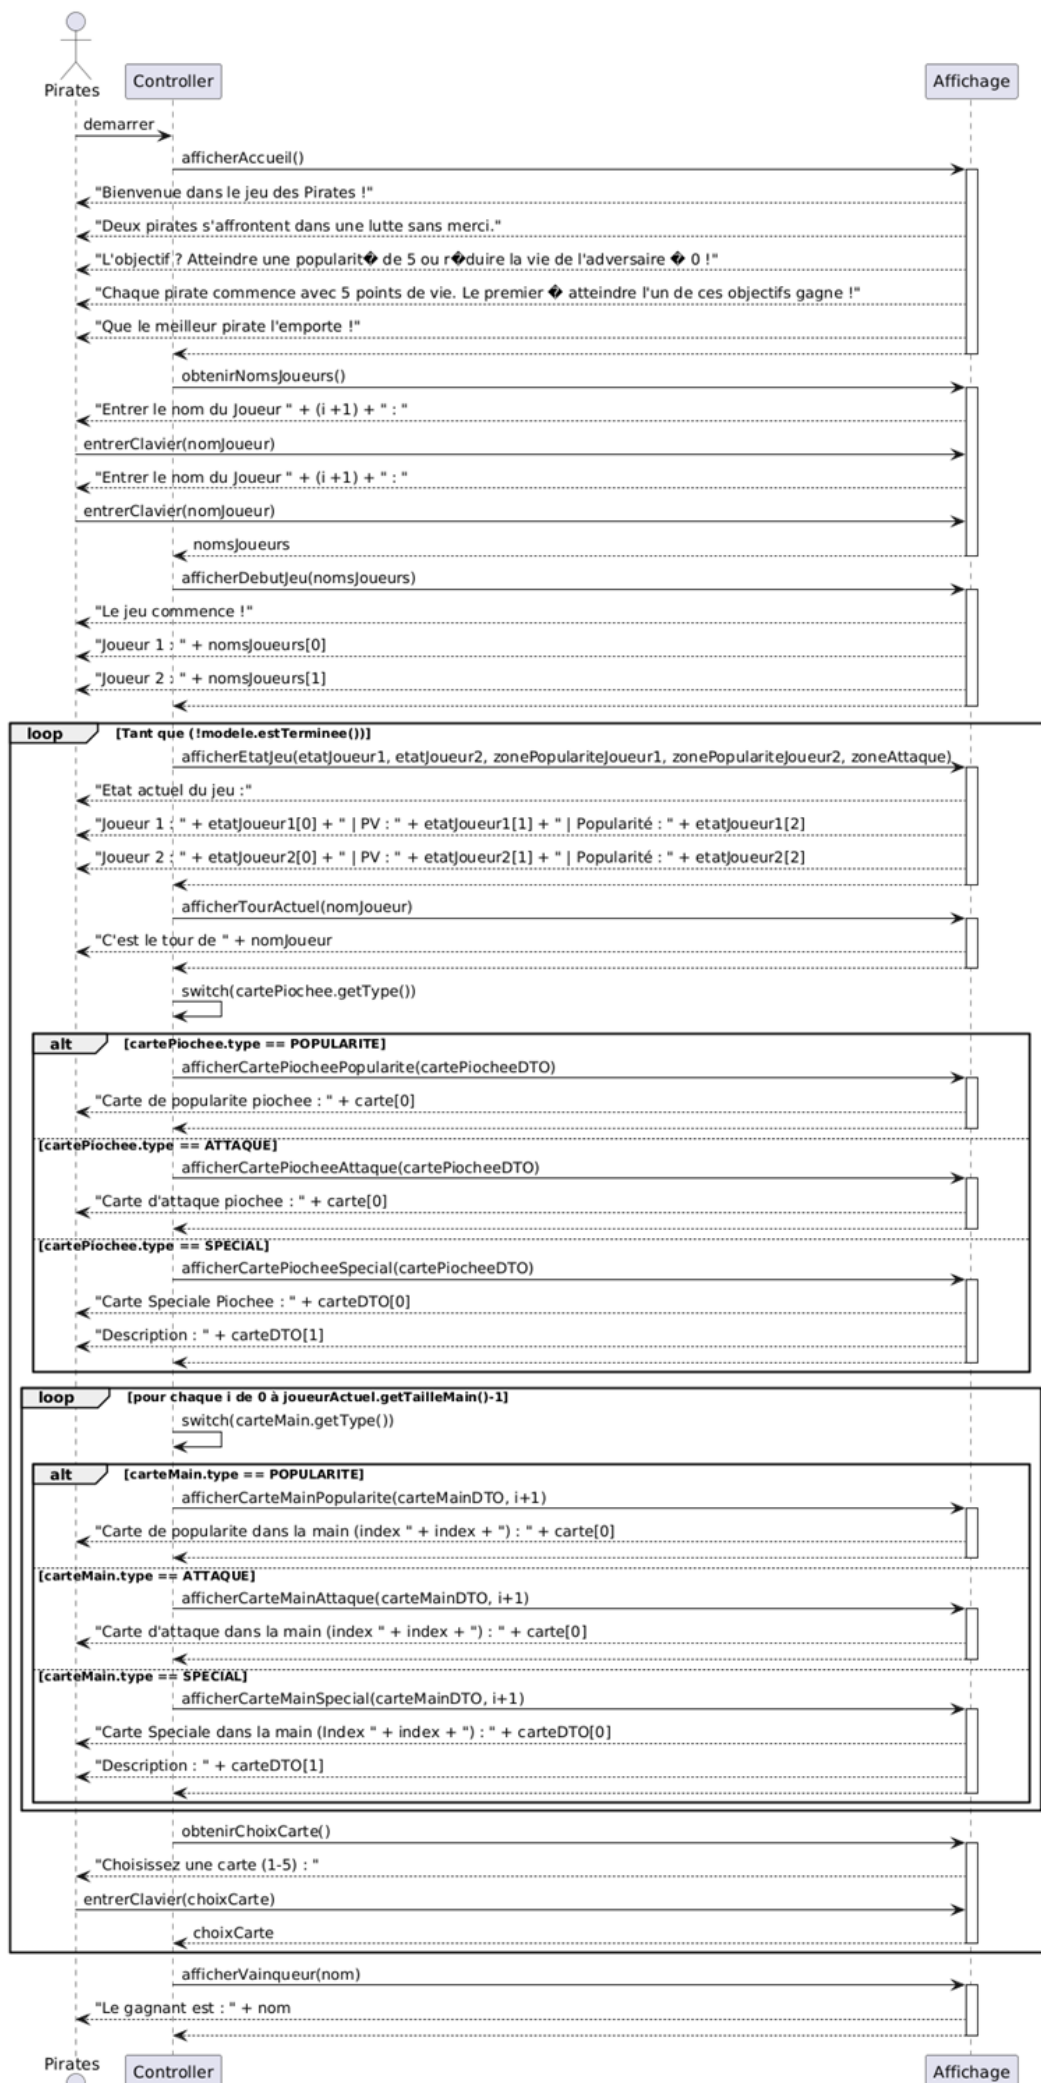 Pirates
Controller
Affichage
demarrer
afficherAccueil()
"Bienvenue dans le jeu des Pirates !"
"Deux pirates s'affrontent dans une lutte sans merci."
"L'objectif ? Atteindre une popularit� de 5 ou r�duire la vie de l'adversaire � 0 !"
"Chaque pirate commence avec 5 points de vie. Le premier � atteindre l'un de ces objectifs gagne !"
"Que le meilleur pirate l'emporte !"
obtenirNomsJoueurs()
"Entrer le nom du Joueur " + (i +1) + " : "
entrerClavier(nomJoueur)
"Entrer le nom du Joueur " + (i +1) + " : "
entrerClavier(nomJoueur)
nomsJoueurs
afficherDebutJeu(nomsJoueurs)
"Le jeu commence !"
"Joueur 1 : " + nomsJoueurs[0]
"Joueur 2 : " + nomsJoueurs[1]
loop [Tant que (!modele.estTerminee())]
afficherEtatJeu(etatJoueur1, etatJoueur2, zonePopulariteJoueur1, zonePopulariteJoueur2, zoneAttaque)
"Etat actuel du jeu :"
"Joueur 1 : " + etatJoueur1[0] + " | PV : " + etatJoueur1[1] + " | Popularité : " + etatJoueur1[2]
"Joueur 2 : " + etatJoueur2[0] + " | PV : " + etatJoueur2[1] + " | Popularité : " + etatJoueur2[2]
afficherTourActuel(nomJoueur)
"C'est le tour de " + nomJoueur
switch(cartePiochee.getType())
alt [cartePiochee.type == POPULARITE]
afficherCartePiocheePopularite(cartePiocheeDTO)
"Carte de popularite piochee : " + carte[0]
[cartePiochee.type == ATTAQUE]
afficherCartePiocheeAttaque(cartePiocheeDTO)
"Carte d'attaque piochee : " + carte[0]
[cartePiochee.type == SPECIAL]
afficherCartePiocheeSpecial(cartePiocheeDTO)
"Carte Speciale Piochee : " + carteDTO[0]
"Description : " + carteDTO[1]
loop [pour chaque i de 0 à joueurActuel.getTailleMain()-1]
switch(carteMain.getType())
alt [carteMain.type == POPULARITE]
afficherCarteMainPopularite(carteMainDTO, i+1)
"Carte de popularite dans la main (index " + index + ") : " + carte[0]
[carteMain.type == ATTAQUE]
afficherCarteMainAttaque(carteMainDTO, i+1)
"Carte d'attaque dans la main (index " + index + ") : " + carte[0]
[carteMain.type == SPECIAL]
afficherCarteMainSpecial(carteMainDTO, i+1)
"Carte Speciale dans la main (Index " + index + ") : " + carteDTO[0]
"Description : " + carteDTO[1]
obtenirChoixCarte()
"Choisissez une carte (1-5) : "
entrerClavier(choixCarte)
choixCarte
afficherVainqueur(nom)
"Le gagnant est : " + nom
Pirates
Controller
Affichage